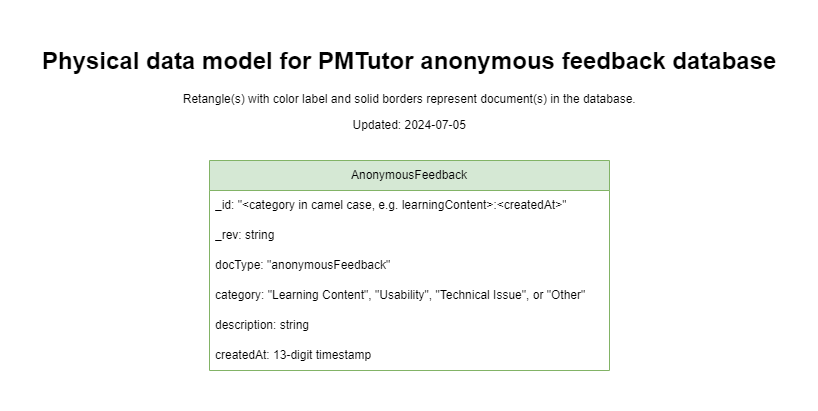 Physical data model for PMTutor anonymous feedback database
Retangle(s) with color label and solid borders represent document(s) in the database.
Updated: 2024-07-05
AnonymousFeedback
_id: "<category in camel case, e.g. learningContent>:<createdAt>"
_rev: string
docType: "anonymousFeedback"
category: "Learning Content", "Usability", "Technical Issue", or "Other"
description: string
createdAt: 13-digit timestamp